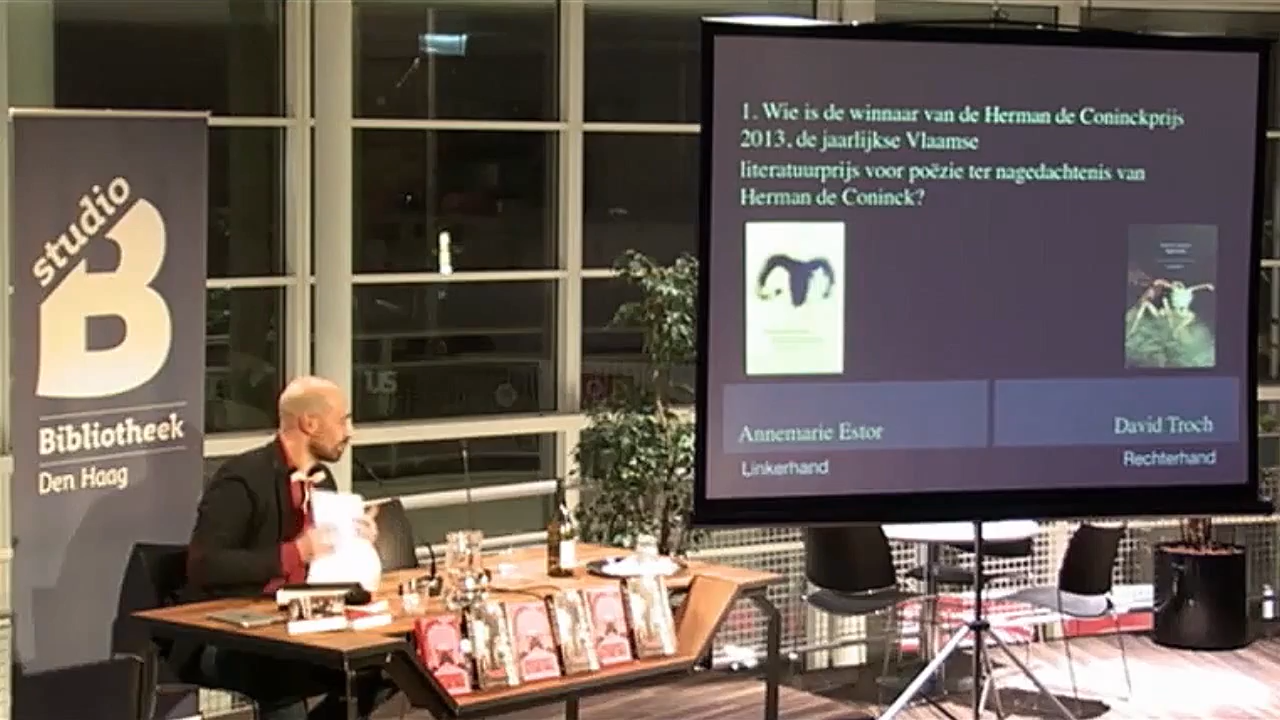 studio
B
Bibliotheek
Den Haag
1. Wie is de winnaar van de Herman de Coninckprijs
2013, de jaarlijkse Vlaamse
literatuurprijs voor poëzie ter nagedachtenis van
Herman de Coninck?
Annemarie Estor
David Troch
Linkerhand
Rechterhand